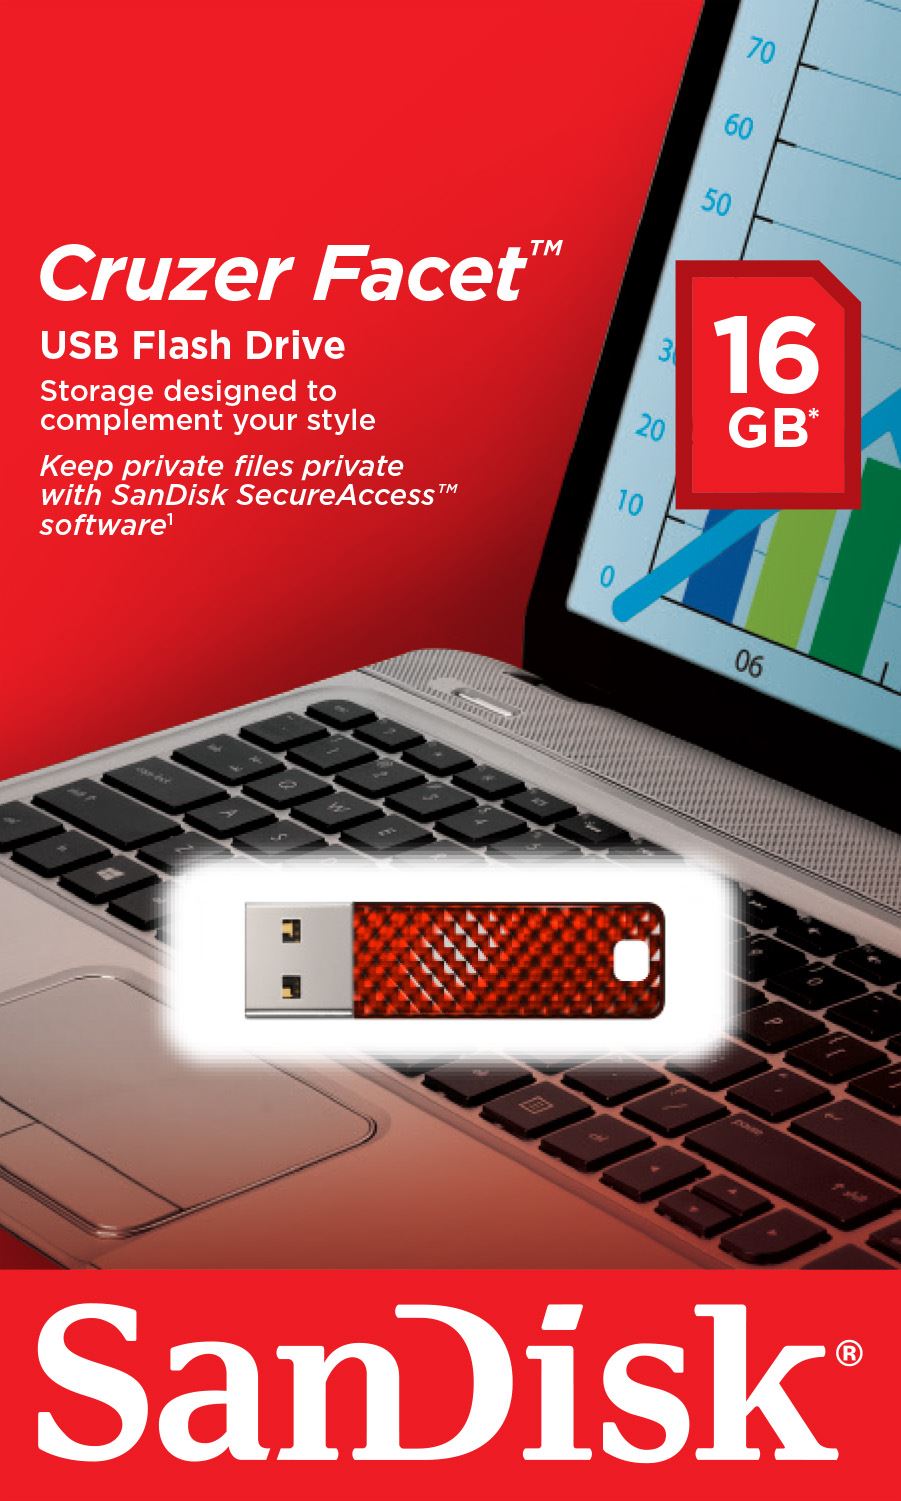 Cruzer Facet™
USB Flash Drive
Storage designed to
complement your style
Keep private files private
with SanDisk SecureAccess™
software¹
16
GB*
70
60
50
20
10
0
06
Q
W
A
S
Z
P
SanDisk®